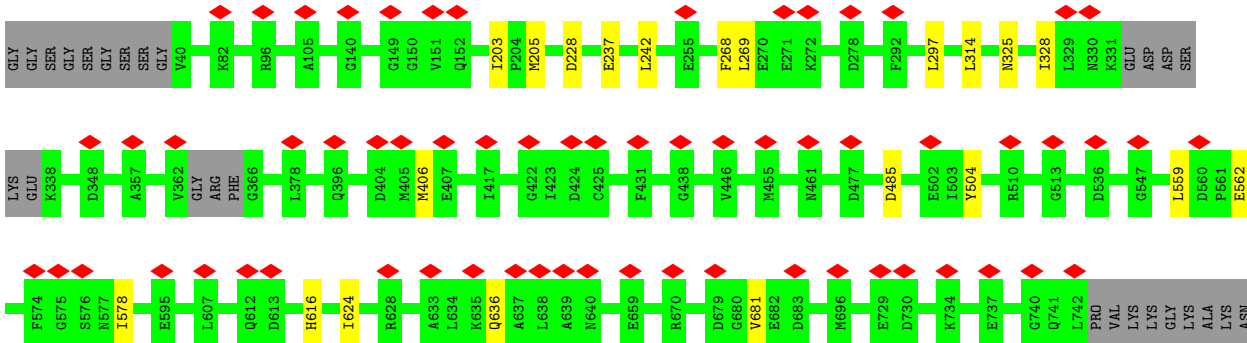 GLY GLY SER GLY SER GLY SER SER GLY V40 K82 R96 A105 G140 G149 G150 V151 Q152 I203 P204 M205 D228 E237 L242 E255 F268 L269 E270 E271 K272 D278 F292 L297 L314 N325 I328 L329 N330 K331 GLU ASP ASP SER
LYS GLU K338 D348 A357 V362 GLY ARG PHE G366 L378 Q396 D404 M405 M406 E407 I417 G422 I423 D424 C425 F431 G438 V446 M455 N461 D477 D485 E502 I503 Y504 R510 G513 D536 G547 L559 D560 P561 E562
F574 G575 S576 N577 I578 E595 L607 Q612 D613 H616 I624 R628 A633 L634 K635 Q636 A637 L638 A639 N640 E659 R670 D679 G680 V681 E682 D683 M696 E729 D730 K734 E737 G740 Q741 L742 PRO VAL LYS LYS GLY LYS ALA LYS ASN